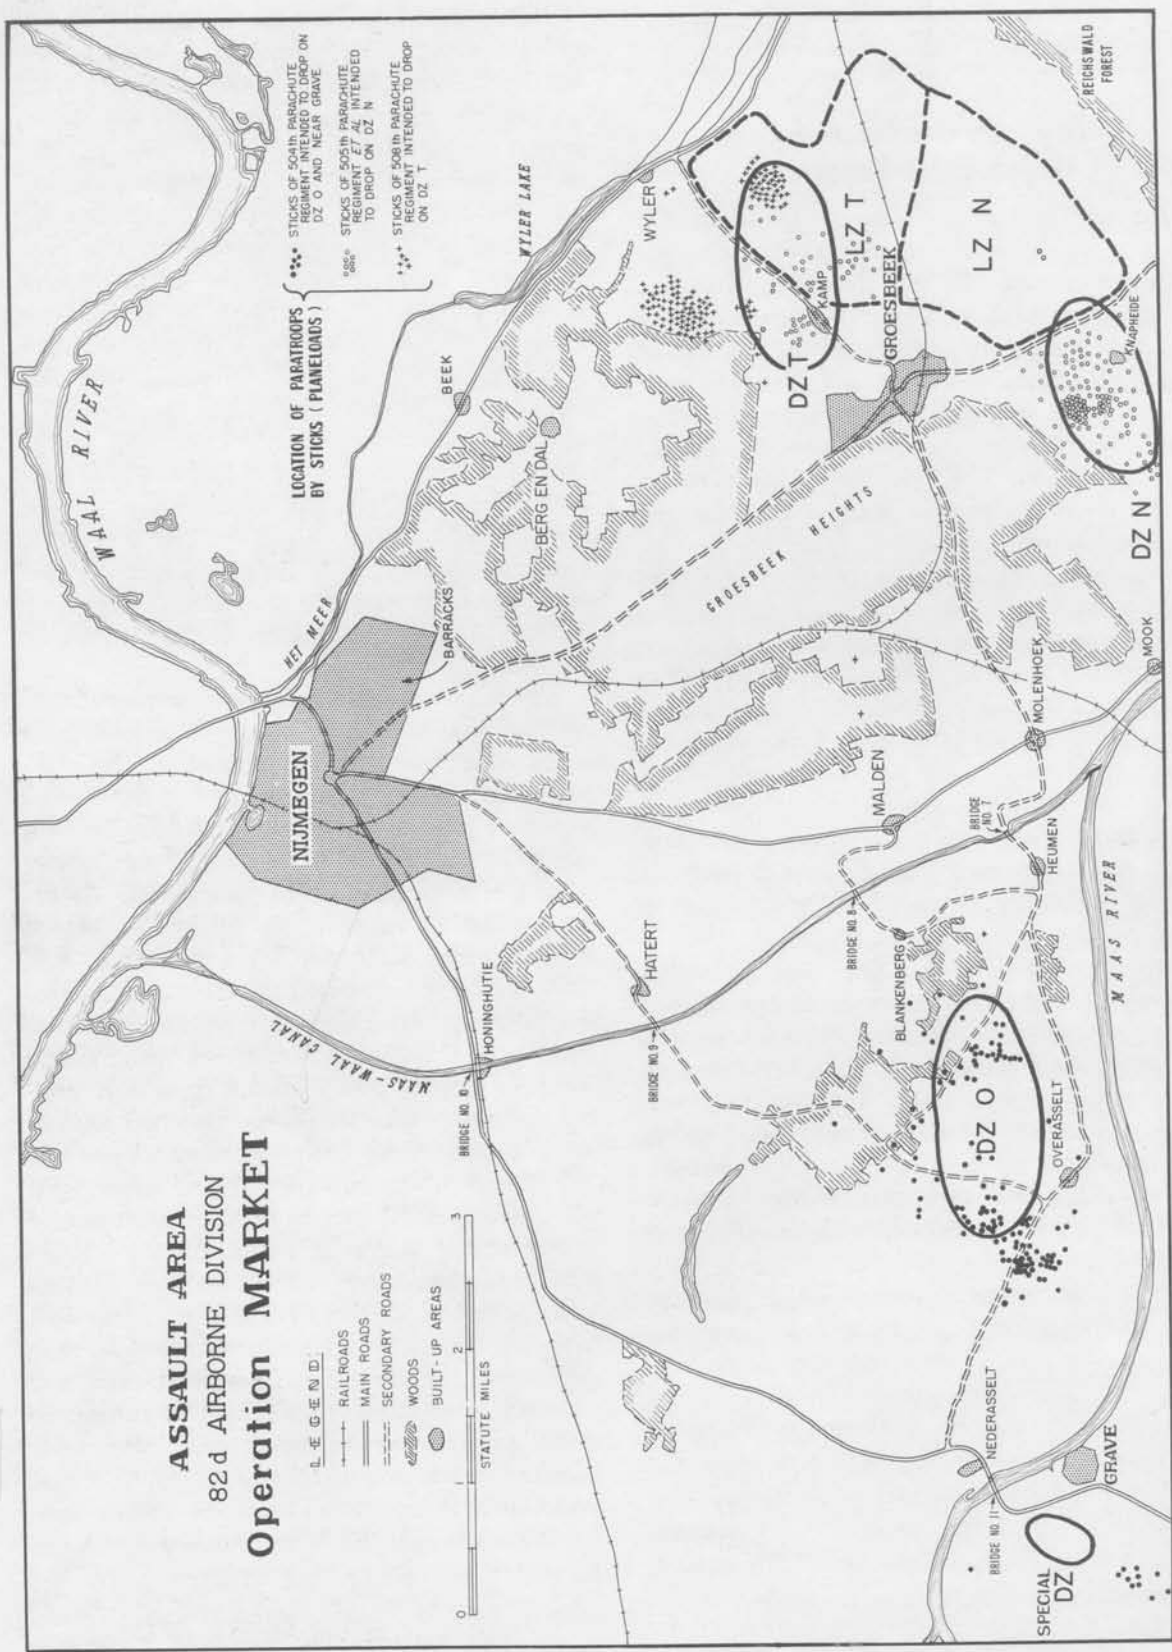 ASSAULT AREA
82d AIRBORNE DIVISION
Operation MARKET
LEGEND
RAILROADS
MAIN ROADS
SECONDARY ROADS
WOODS
BUILT-UP AREAS
0 1 2 3
STATUTE MILES
LOCATION OF PARATROOPS
BY STICKS (PLANELOADS)
STICKS OF 504th PARACHUTE
REGIMENT INTENDED TO DROP ON
DZ O AND NEAR GRAVE
STICKS OF 505th PARACHUTE
REGIMENT ET AL INTENDED
TO DROP ON DZ N
STICKS OF 508th PARACHUTE
REGIMENT INTENDED TO DROP
ON DZ T
WAAL RIVER
HET MEER
NIJMEGEN
BARRACKS
BEEK
WYLER LAKE
BERG EN DAL
WYLER
MAAS-WAAL CANAL
BRIDGE NO. 10
HONINGHUTIE
HATERT
BRIDGE NO. 9
GROESBEEK HEIGHTS
DZ T
KAMP
LZ T
GROESBEEK
LZ N
REICHSWALD
FOREST
MALDEN
BRIDGE NO. 8
BLANKENBERG
BRIDGE
NO. 7
HEUMEN
MOLENHOEK
MOOK
KNAPHEIDE
DZ N
DZ O
OVERASSELT
MAAS RIVER
NEDERASSELT
BRIDGE NO. 11
GRAVE
SPECIAL
DZ